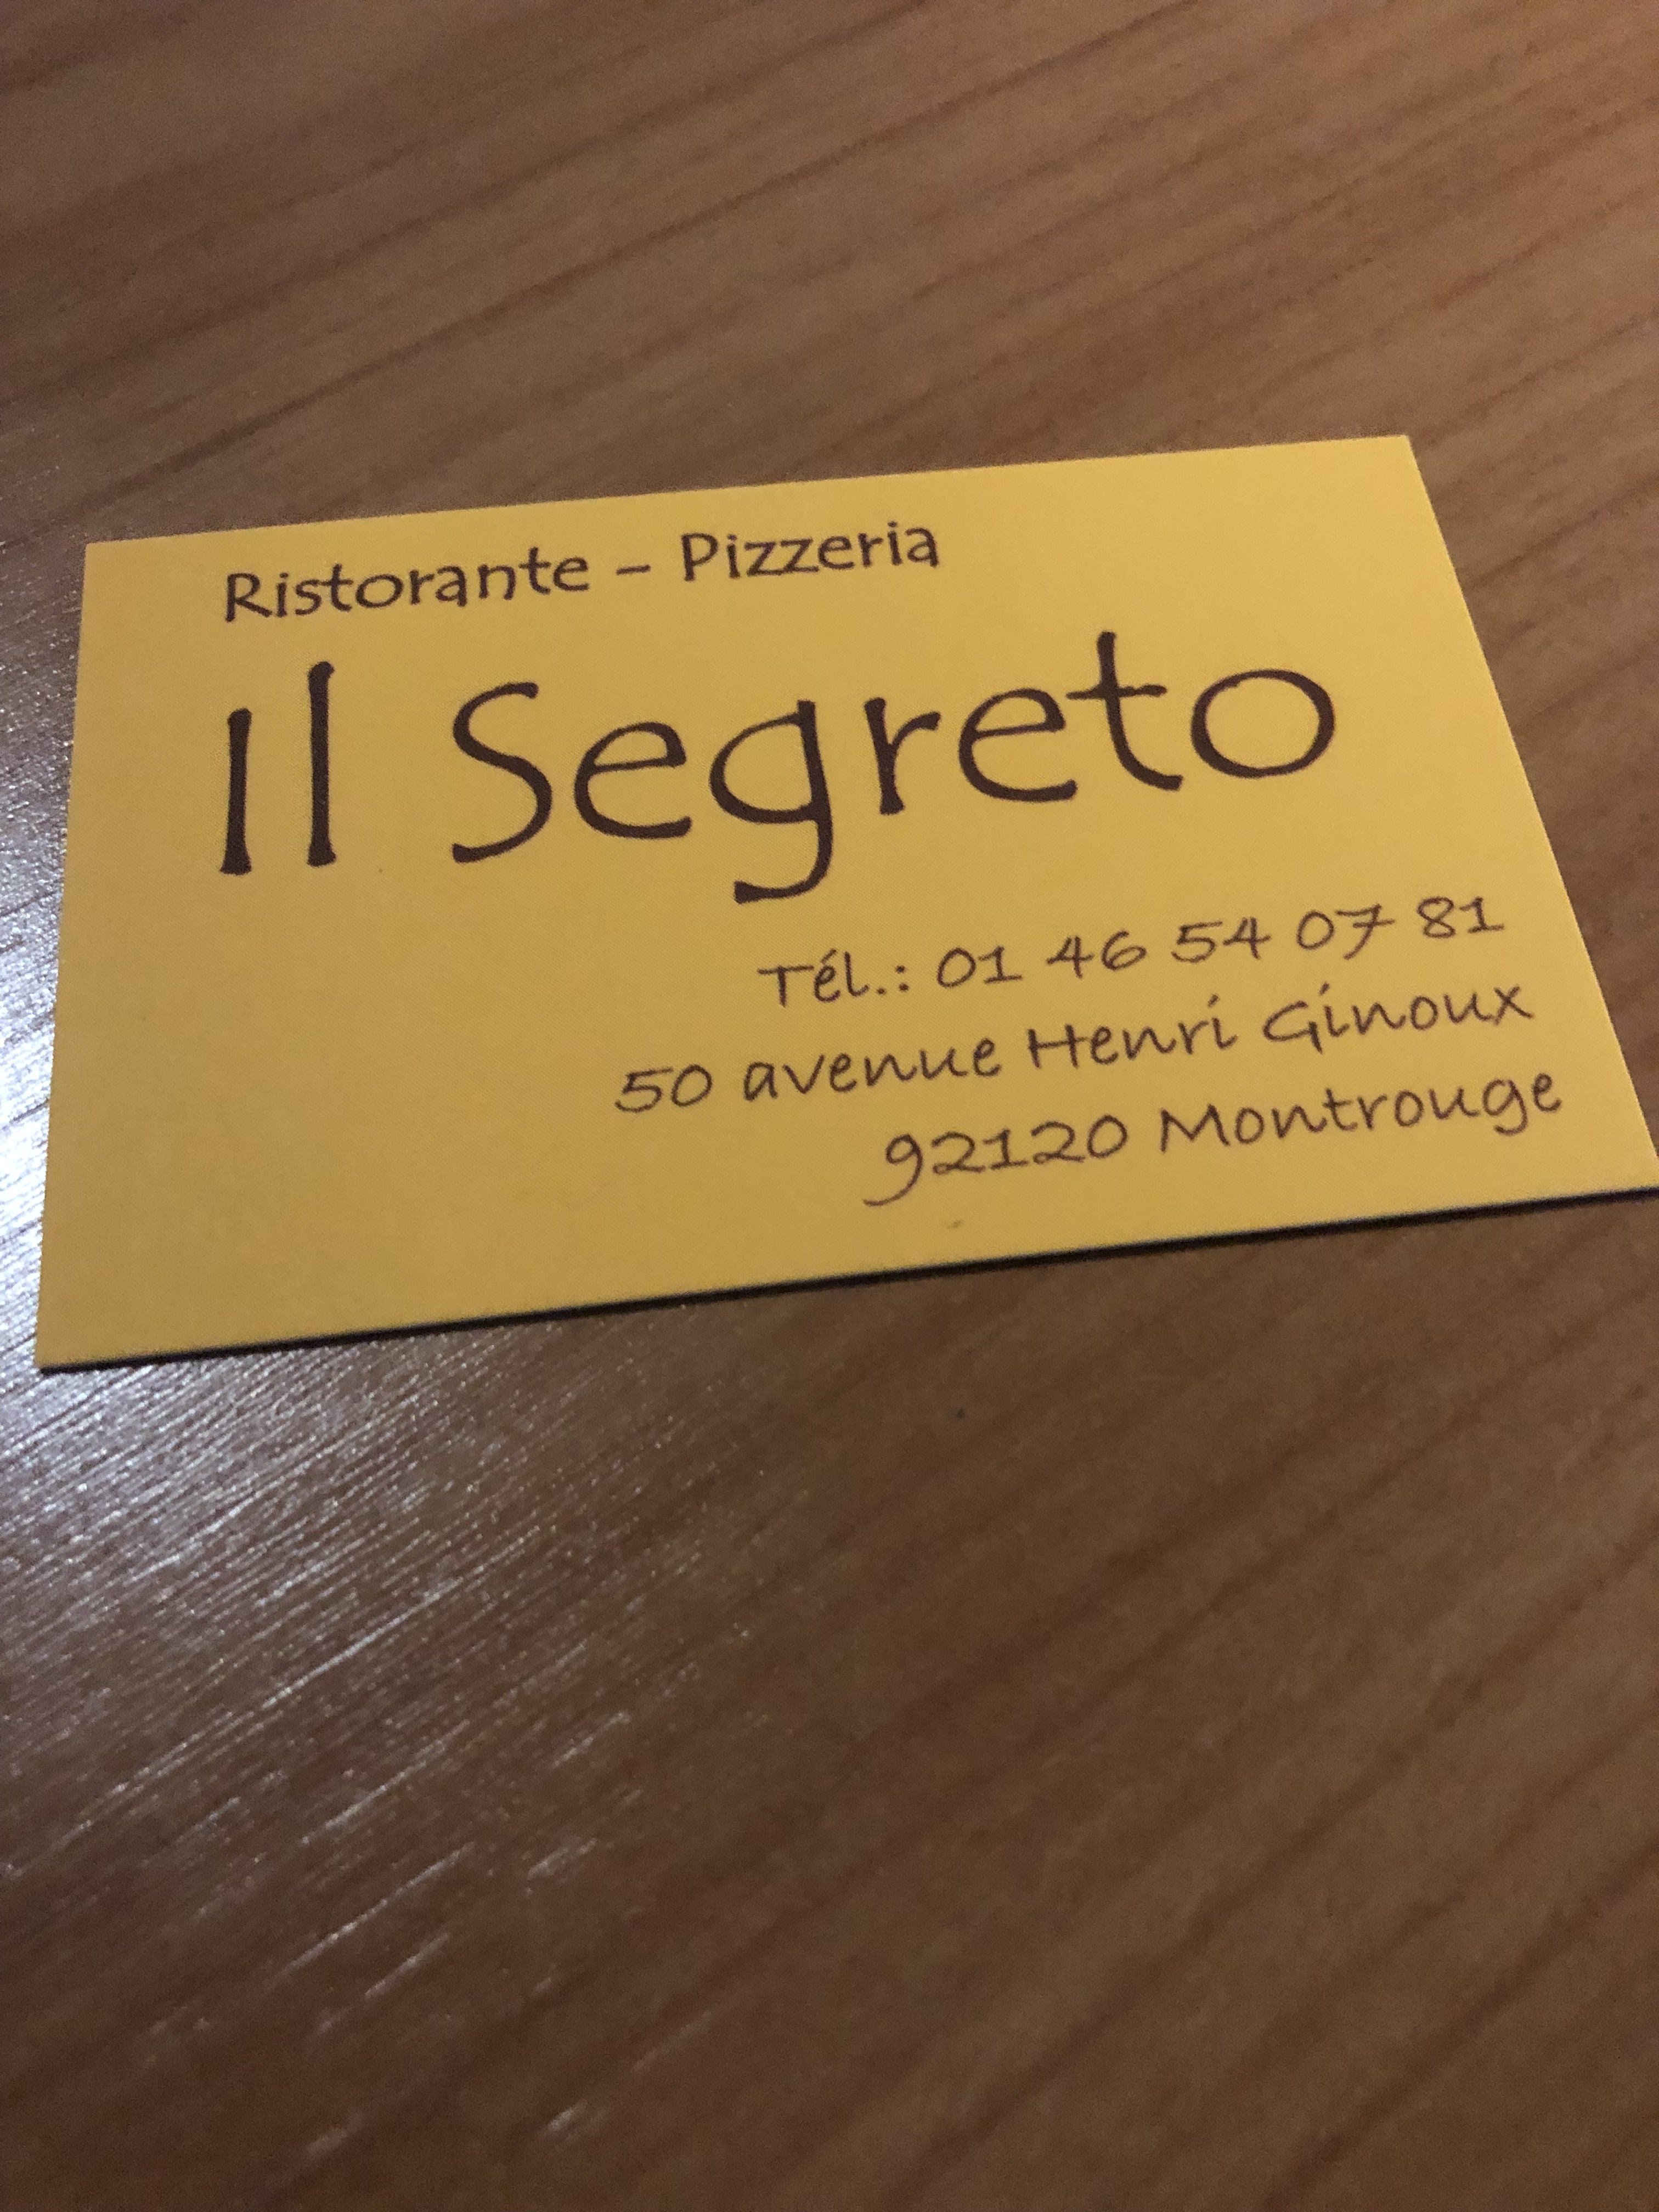 Ristorante - Pizzeria
Il Segreto
Tél.: 01 46 54 07 81
50 avenue Henri Ginoux
92120 Montrouge